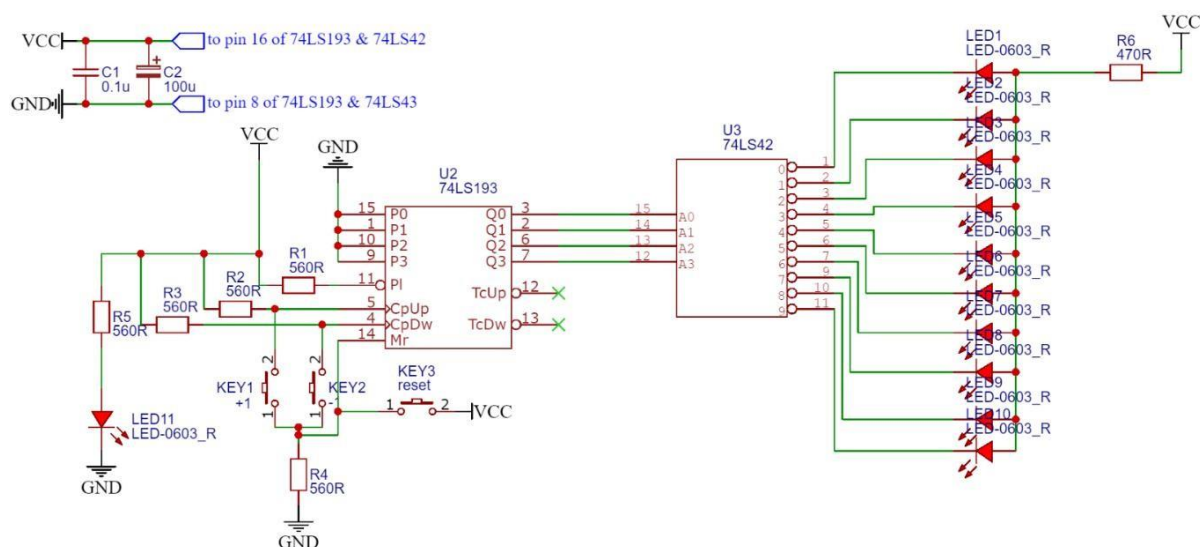 VCC
to pin 16 of 74LS193 & 74LS42
C1
0.1u
C2
100u
GND
to pin 8 of 74LS193 & 74LS43
VCC
GND
U2
74LS193
15 P0
1 P1
10 P2
9 P3
11 Pl
5 CpUp
4 CpDw
14 Mr
Q0 3
Q1 2
Q2 6
Q3 7
TcUp 12
TcDw 13
R1
560R
R2
560R
R3
560R
R5
560R
LED11
LED-0603_R
GND
KEY1
+1
2
1
KEY2
2
1
KEY3
reset
1
2
VCC
R4
560R
GND
U3
74LS42
15 A0
14 A1
13 A2
12 A3
0 1
1 2
2 3
3 4
4 5
5 6
6 7
7 9
8 10
9 11
LED1
LED-0603_R
LED2
LED-0603_R
LED3
LED-0603_R
LED4
LED-0603_R
LED5
LED-0603_R
LED6
LED-0603_R
LED7
LED-0603_R
LED8
LED-0603_R
LED9
LED-0603_R
LED10
LED-0603_R
R6
470R
VCC